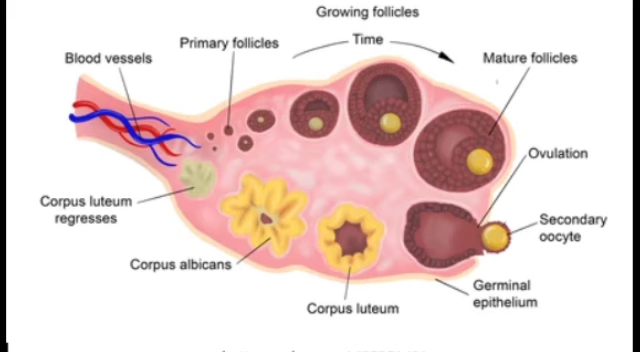 Growing follicles
Time
Primary follicles
Blood vessels
Mature follicles
Ovulation
Corpus luteum
regresses
Secondary
oocyte
Corpus albicans
Germinal
epithelium
Corpus luteum